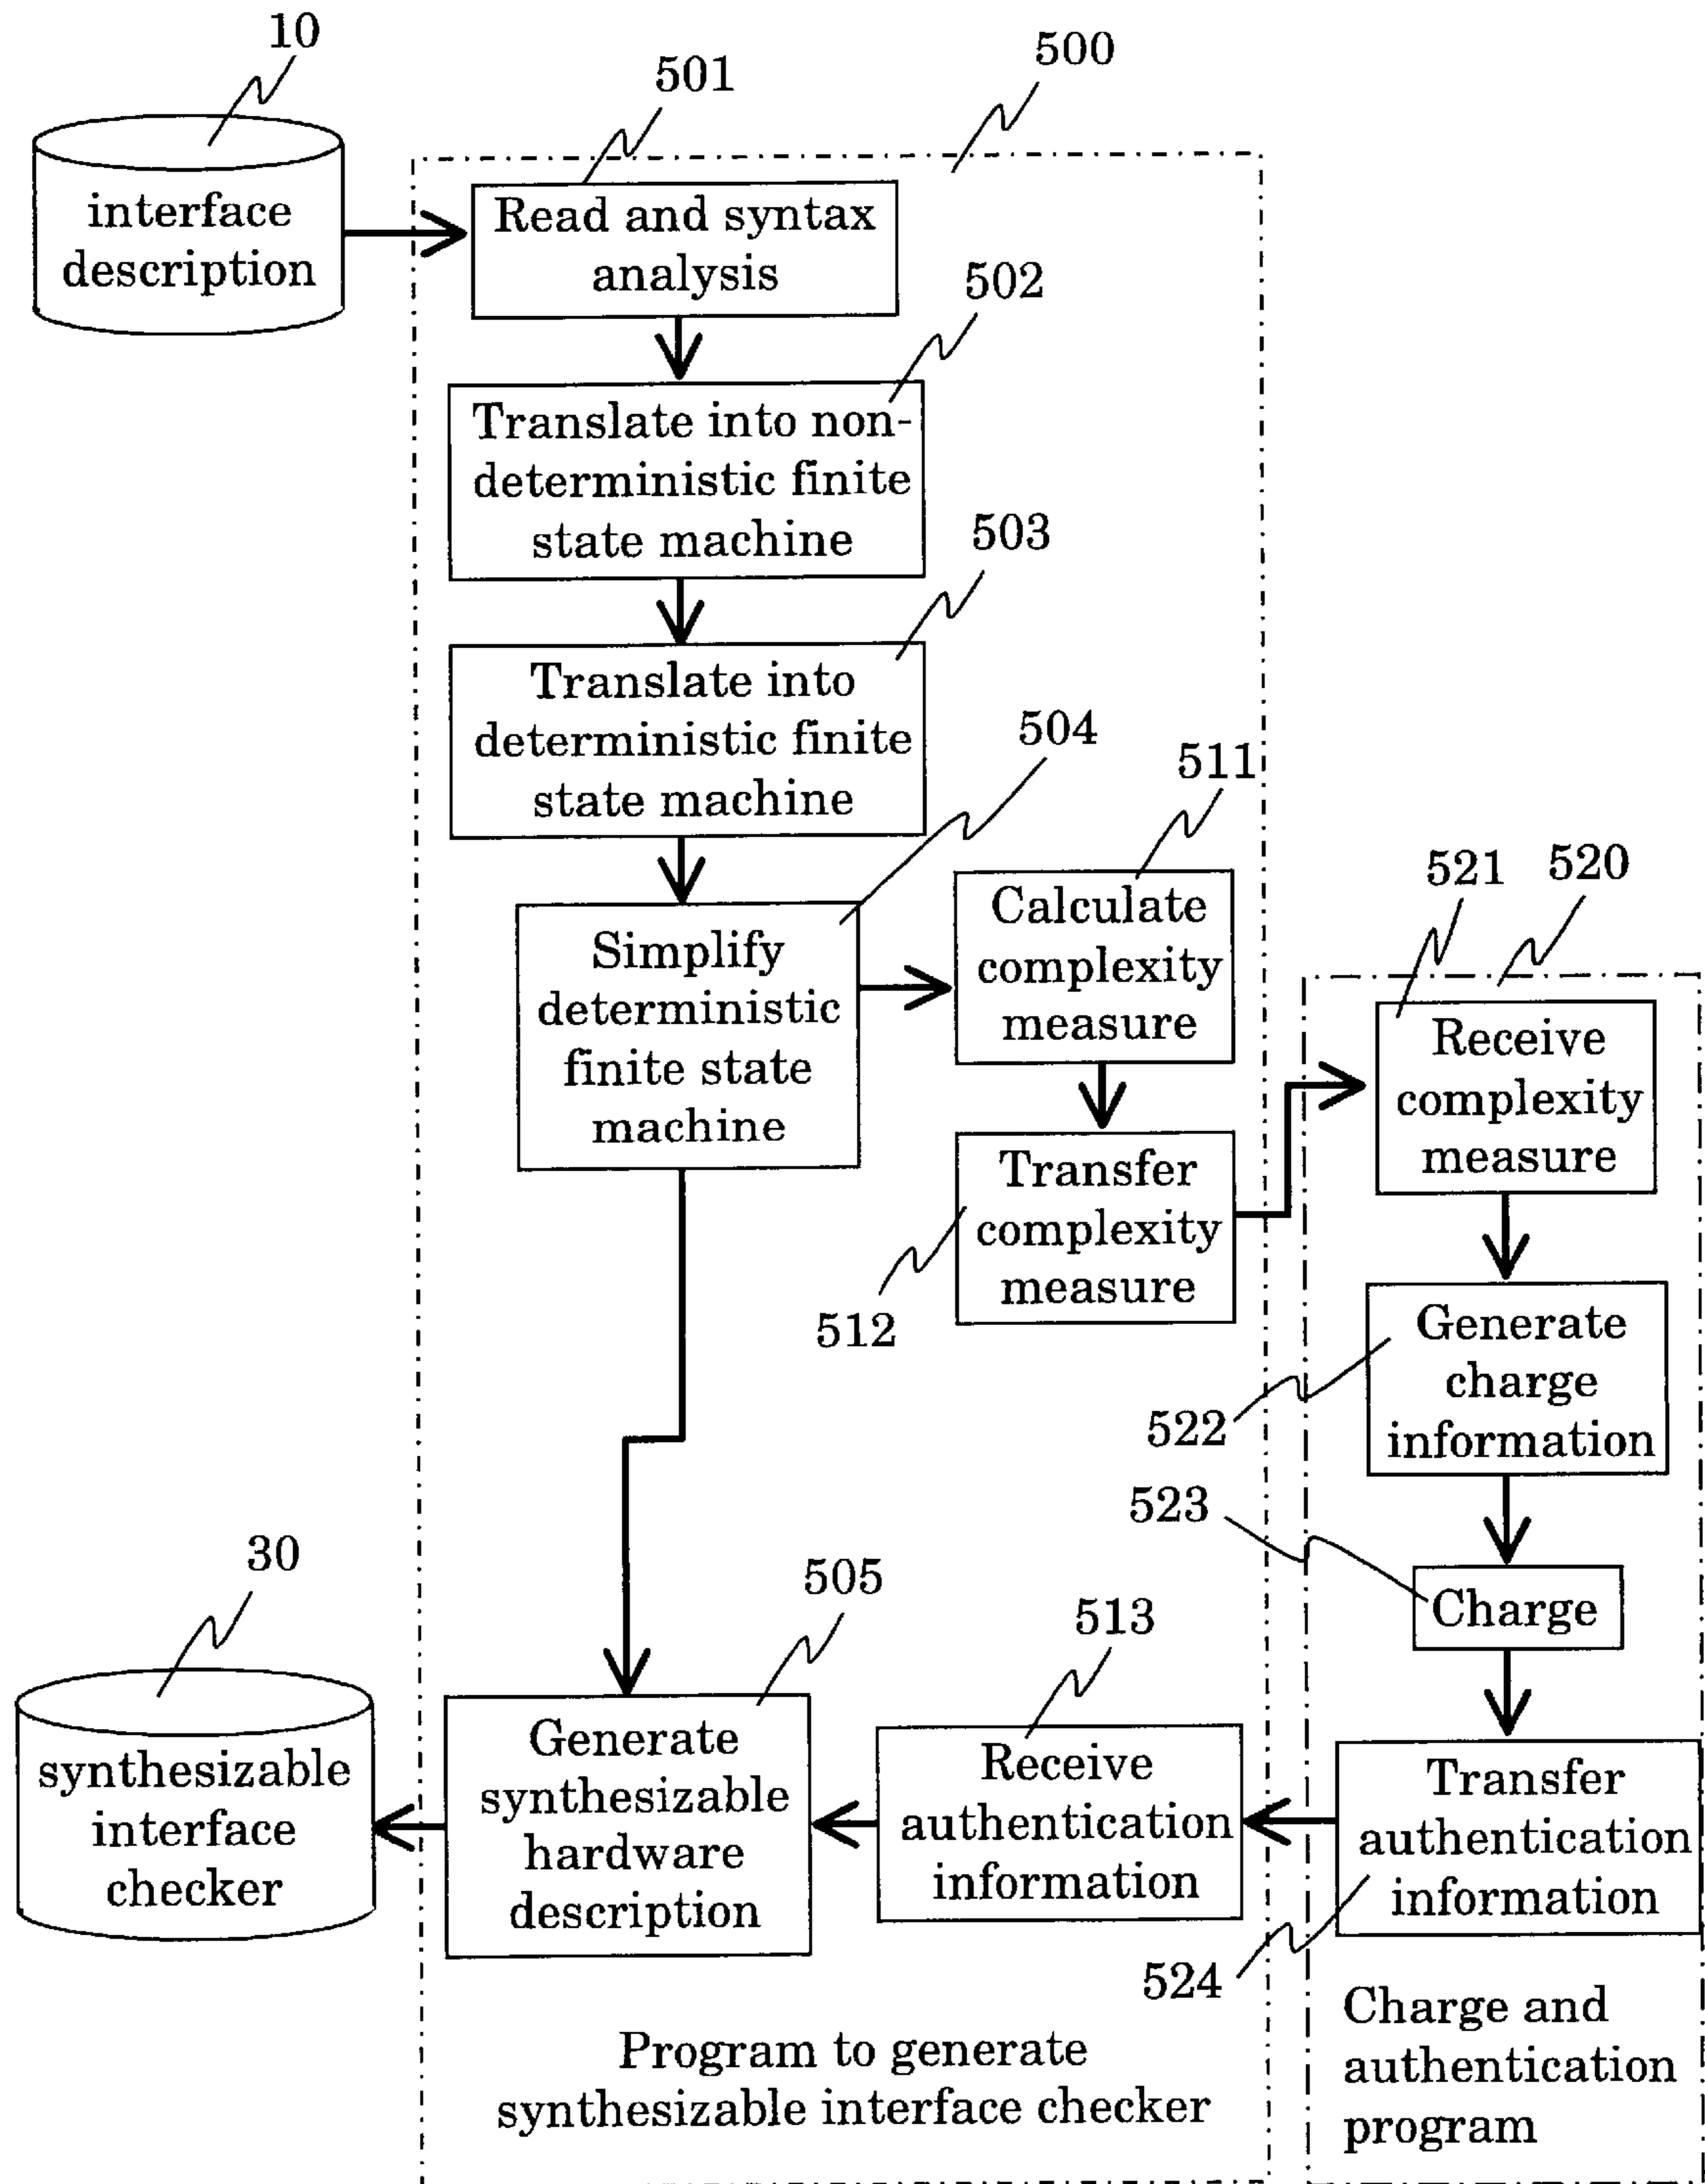 10
500
501
interface
description
Read and syntax
analysis
502
Translate into non-
deterministic finite
state machine
503
Translate into
deterministic finite
state machine
504
511
Simplify
deterministic
finite state
machine
Calculate
complexity
measure
521
520
Receive
complexity
measure
Transfer
complexity
measure
512
Generate
charge
information
522
523
Charge
30
505
513
synthesizable
interface
checker
Generate
synthesizable
hardware
description
Receive
authentication
information
Transfer
authentication
information
524
Program to generate
synthesizable interface checker
Charge and
authentication
program